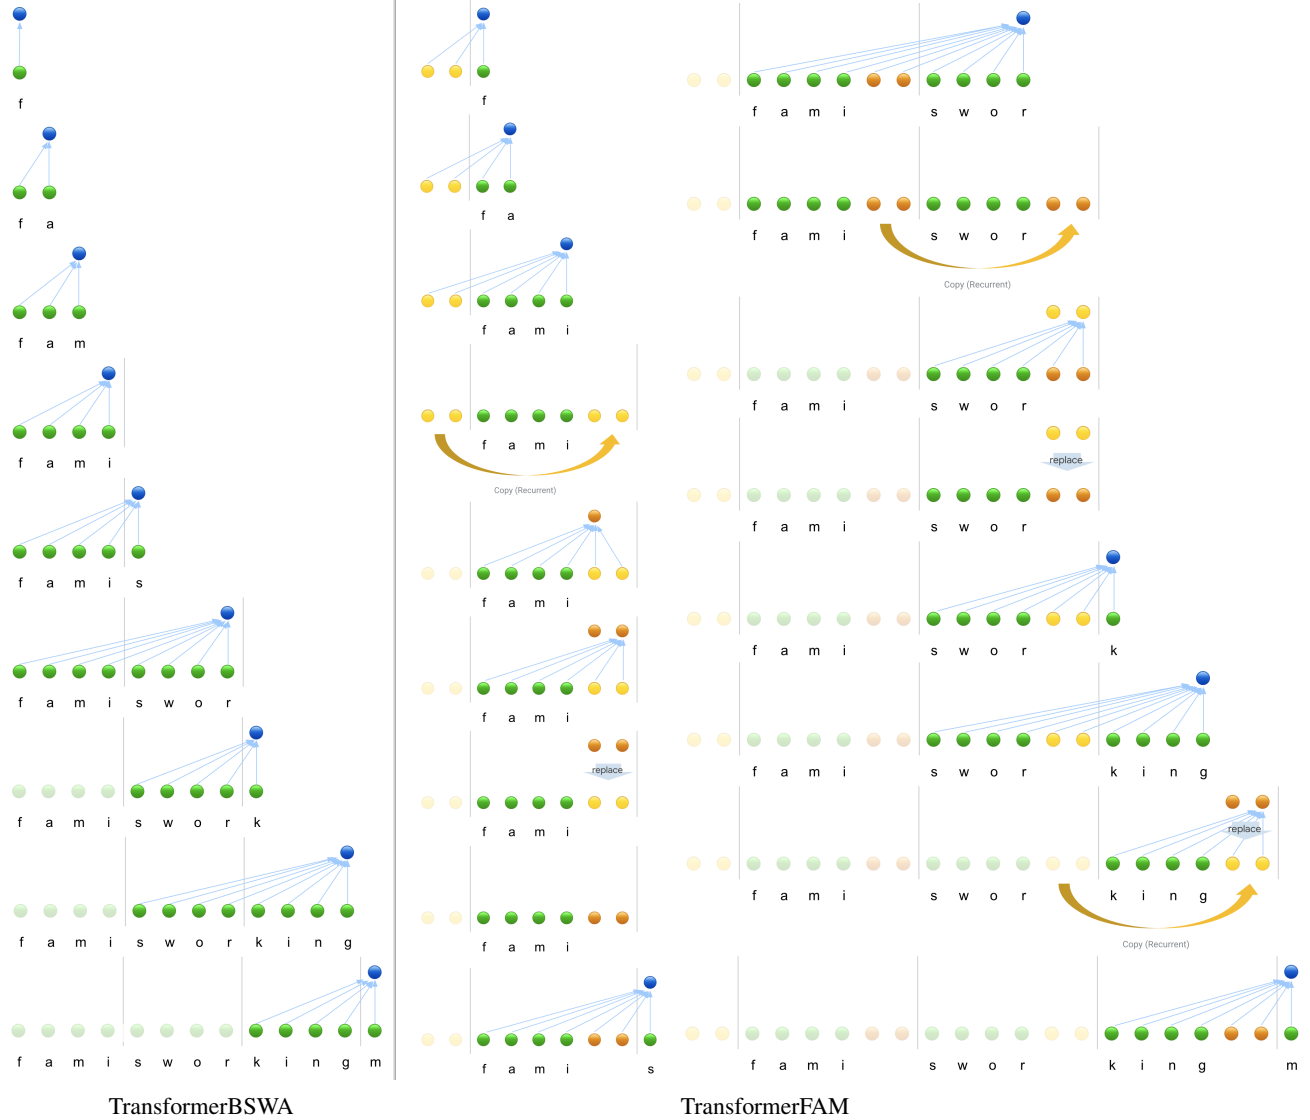 f
f a
f a m
f a m i
f a m i s
f a m i s w o r
f a m i s w o r k
f a m i s w o r k i n g
f a m i s w o r k i n g m
TransformerBSWA
f
f a
f a m i
f a m i
Copy (Recurrent)
f a m i
f a m i
replace
f a m i
f a m i
f a m i s
f a m i s w o r
f a m i s w o r
Copy (Recurrent)
f a m i s w o r
replace
f a m i s w o r
f a m i s w o r k
f a m i s w o r k i n g
replace
f a m i s w o r k i n g
Copy (Recurrent)
f a m i s w o r k i n g m
TransformerFAM